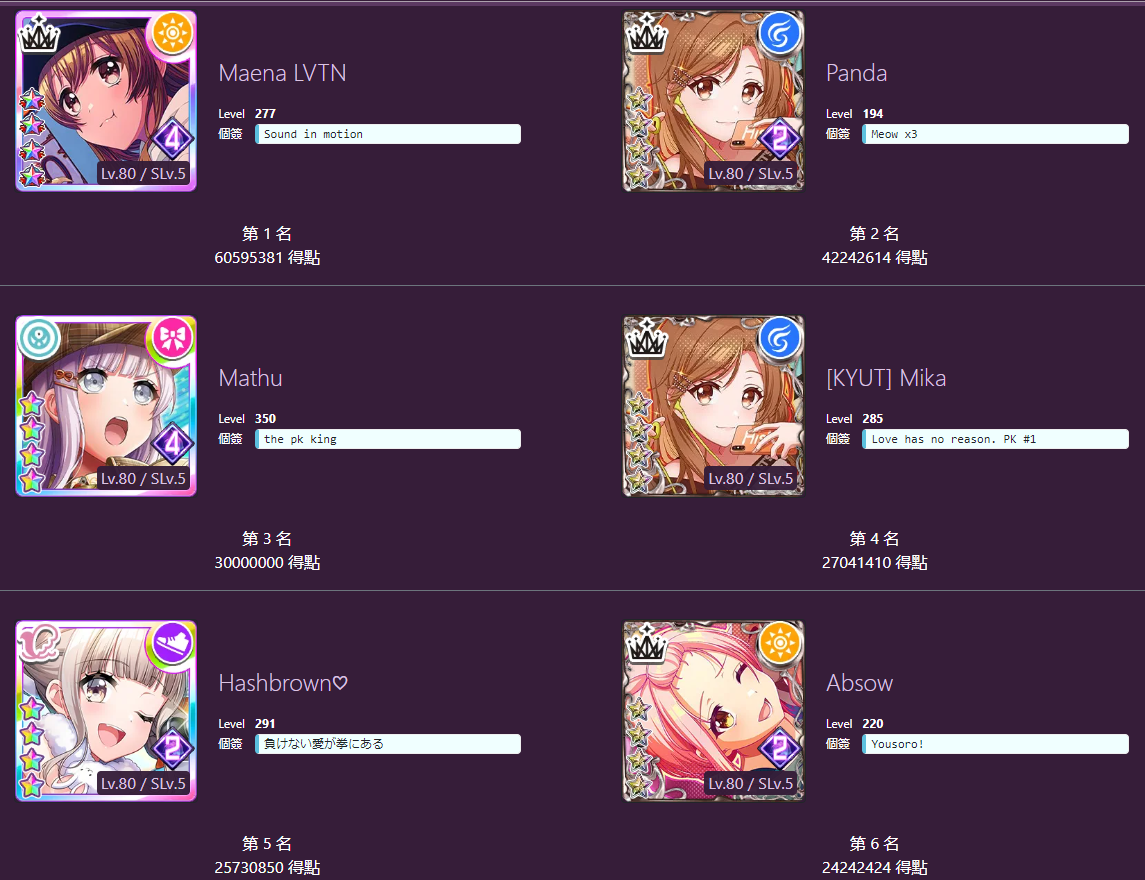 Maena LVTN
Level 277
個簽 Sound in motion
4
Lv.80 / SLv.5
第 1 名
60595381 得點
Panda
Level 194
個簽 Meow x3
2
Lv.80 / SLv.5
第 2 名
42242614 得點
Mathu
Level 350
個簽 the pk king
4
Lv.80 / SLv.5
第 3 名
30000000 得點
[KYUT] Mika
Level 285
個簽 Love has no reason. PK #1
Lv.80 / SLv.5
第 4 名
27041410 得點
Hashbrown♡
Level 291
個簽 負けない愛が拳にある
2
Lv.80 / SLv.5
第 5 名
25730850 得點
Absow
Level 220
個簽 Yousoro!
2
Lv.80 / SLv.5
第 6 名
24242424 得點